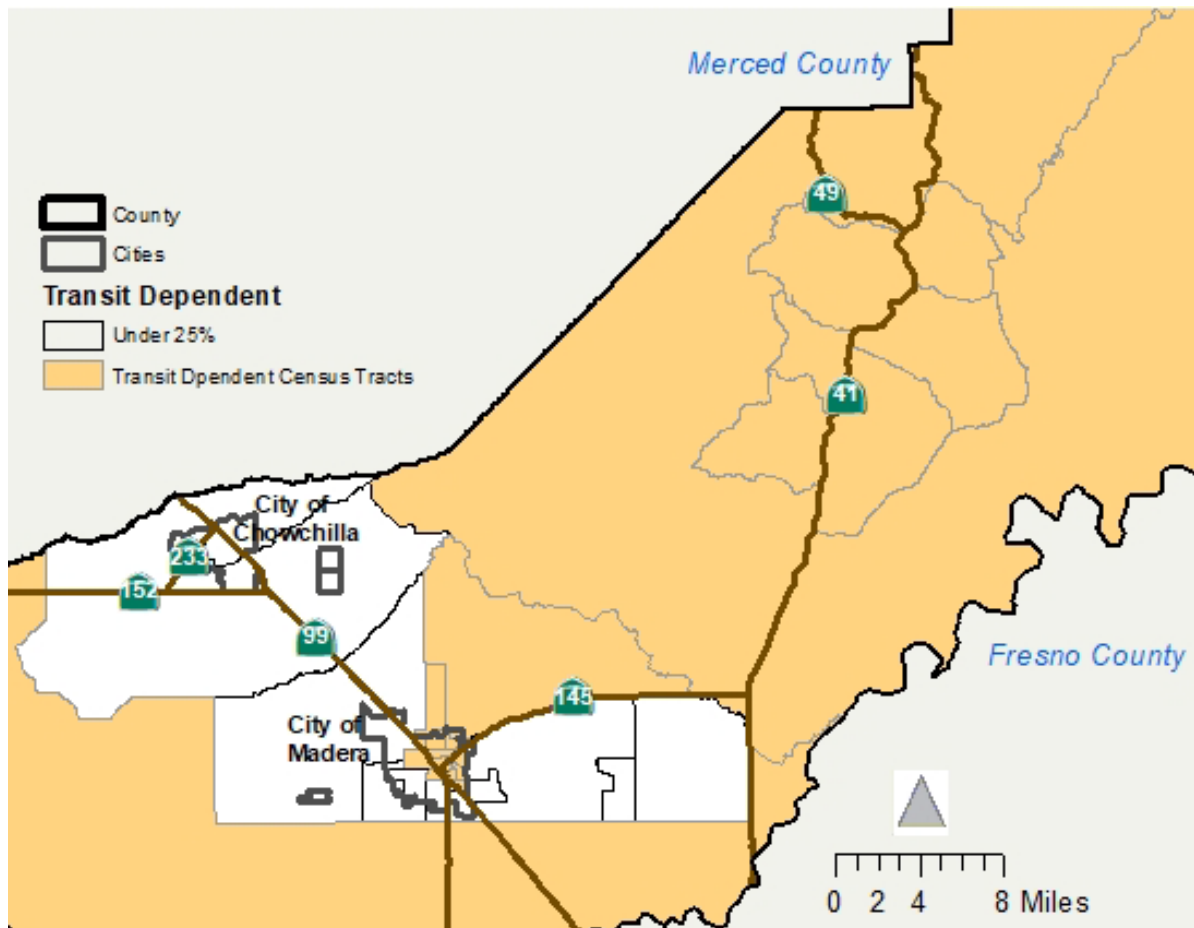 Merced County
49
County
Cities
Transit Dependent
Under 25%
Transit Dpendent Census Tracts
41
City of
Chowchilla
233
152
99
Fresno County
145
City of
Madera
0 2 4 8 Miles